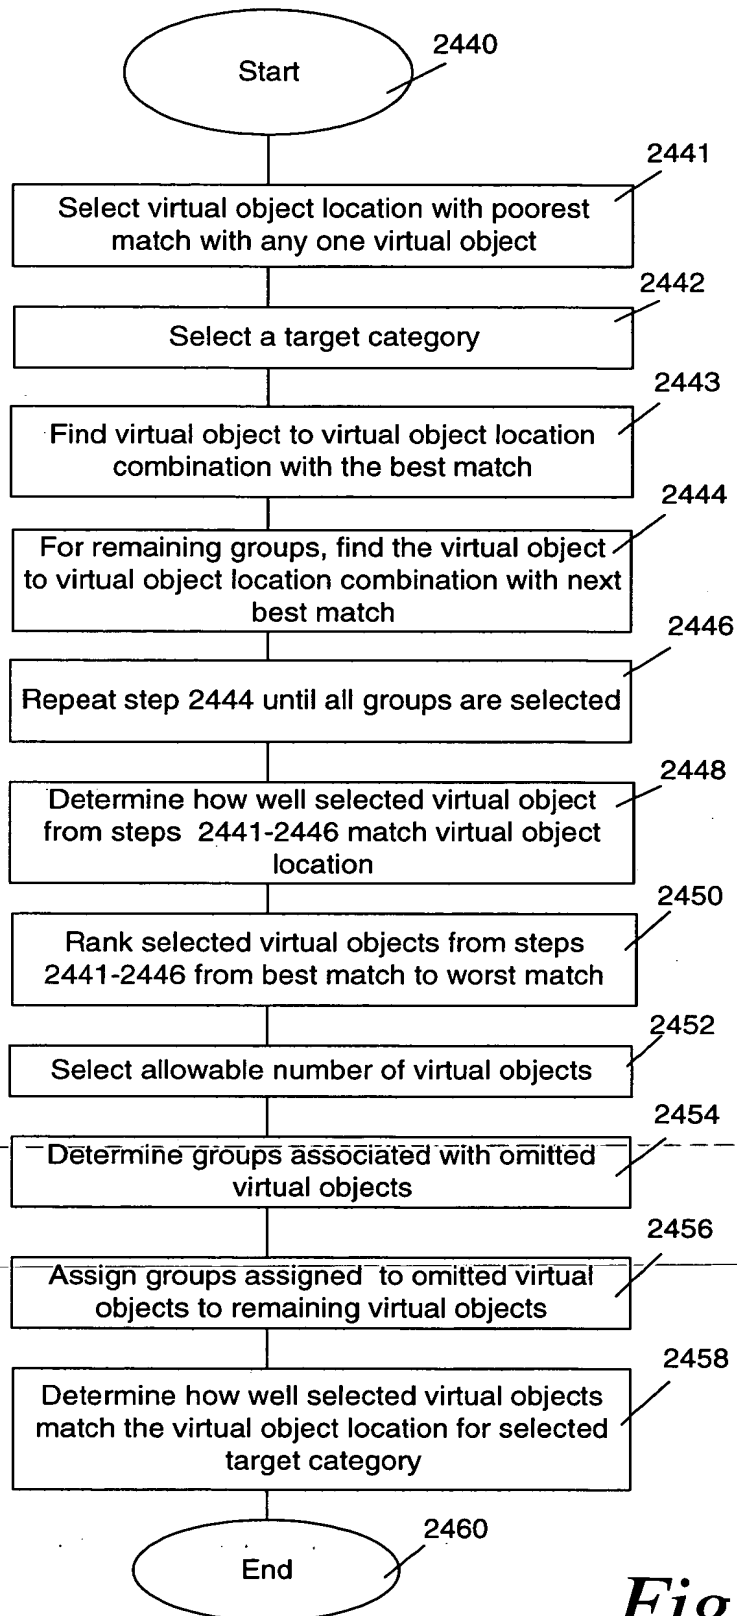 2440
Start
2441
Select virtual object location with poorest
match with any one virtual object
2442
Select a target category
2443
Find virtual object to virtual object location
combination with the best match
2444
For remaining groups, find the virtual object
to virtual object location combination with next
best match
2446
Repeat step 2444 until all groups are selected
2448
Determine how well selected virtual object
from steps 2441-2446 match virtual object
location
2450
Rank selected virtual objects from steps
2441-2446 from best match to worst match
2452
Select allowable number of virtual objects
2454
Determine groups associated with omitted
virtual objects
2456
Assign groups assigned to omitted virtual
objects to remaining virtual objects
2458
Determine how well selected virtual objects
match the virtual object location for selected
target category
2460
End
Fig